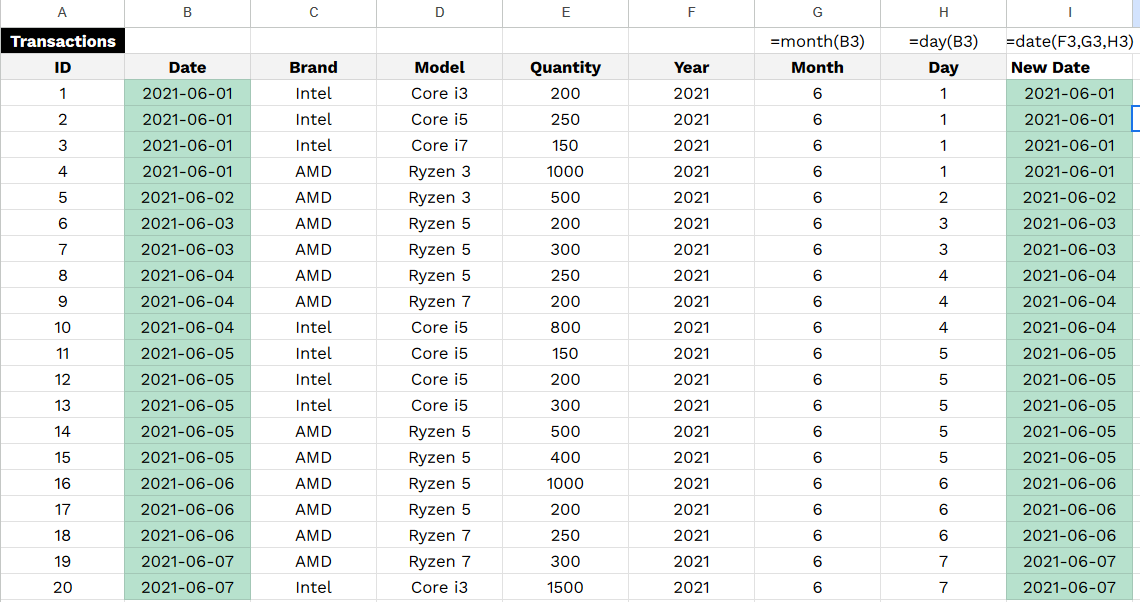 A B C D E F G H I
Transactions =month(B3) =day(B3) =date(F3,G3,H3)
ID Date Brand Model Quantity Year Month Day New Date
1 2021-06-01 Intel Core i3 200 2021 6 1 2021-06-01
2 2021-06-01 Intel Core i5 250 2021 6 1 2021-06-01
3 2021-06-01 Intel Core i7 150 2021 6 1 2021-06-01
4 2021-06-01 AMD Ryzen 3 1000 2021 6 1 2021-06-01
5 2021-06-02 AMD Ryzen 3 500 2021 6 2 2021-06-02
6 2021-06-03 AMD Ryzen 5 200 2021 6 3 2021-06-03
7 2021-06-03 AMD Ryzen 5 300 2021 6 3 2021-06-03
8 2021-06-04 AMD Ryzen 5 250 2021 6 4 2021-06-04
9 2021-06-04 AMD Ryzen 7 200 2021 6 4 2021-06-04
10 2021-06-04 Intel Core i5 800 2021 6 4 2021-06-04
11 2021-06-05 Intel Core i5 150 2021 6 5 2021-06-05
12 2021-06-05 Intel Core i5 200 2021 6 5 2021-06-05
13 2021-06-05 Intel Core i5 300 2021 6 5 2021-06-05
14 2021-06-05 AMD Ryzen 5 500 2021 6 5 2021-06-05
15 2021-06-05 AMD Ryzen 5 400 2021 6 5 2021-06-05
16 2021-06-06 AMD Ryzen 5 1000 2021 6 6 2021-06-06
17 2021-06-06 AMD Ryzen 5 200 2021 6 6 2021-06-06
18 2021-06-06 AMD Ryzen 7 250 2021 6 6 2021-06-06
19 2021-06-07 AMD Ryzen 7 300 2021 6 7 2021-06-07
20 2021-06-07 Intel Core i3 1500 2021 6 7 2021-06-07